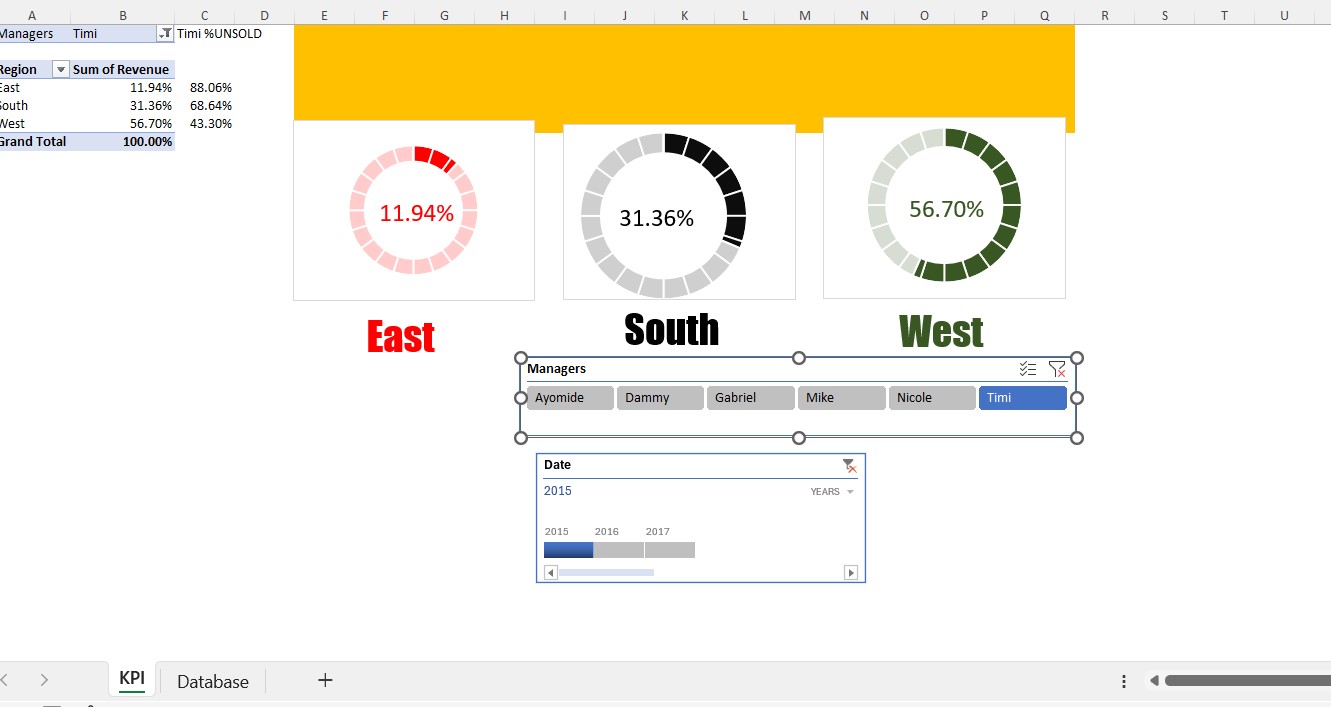 A B C D E F G H I J K L M N O P Q R S T U
Managers Timi Timi %UNSOLD
Region Sum of Revenue
East 11.94% 88.06%
South 31.36% 68.64%
West 56.70% 43.30%
Grand Total 100.00%
11.94% 31.36% 56.70%
East South West
Managers
Ayomide Dammy Gabriel Mike Nicole Timi
Date
2015 YEARS
2015 2016 2017
KPI Database